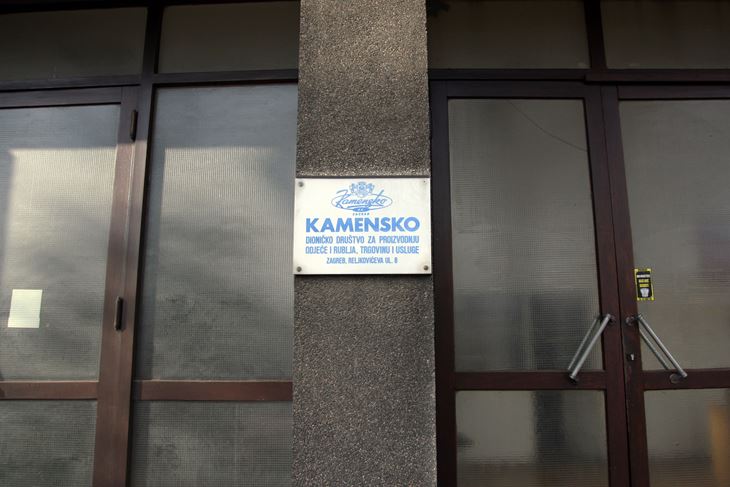 Kamensko
d.d.
ZAGREB
KAMENSKO
DIONIČKO DRUŠTVO ZA PROIZVODNJU
ODJEĆE I RUBLJA, TRGOVINU I USLUGE
ZAGREB, RELJKOVIĆEVA UL. 8